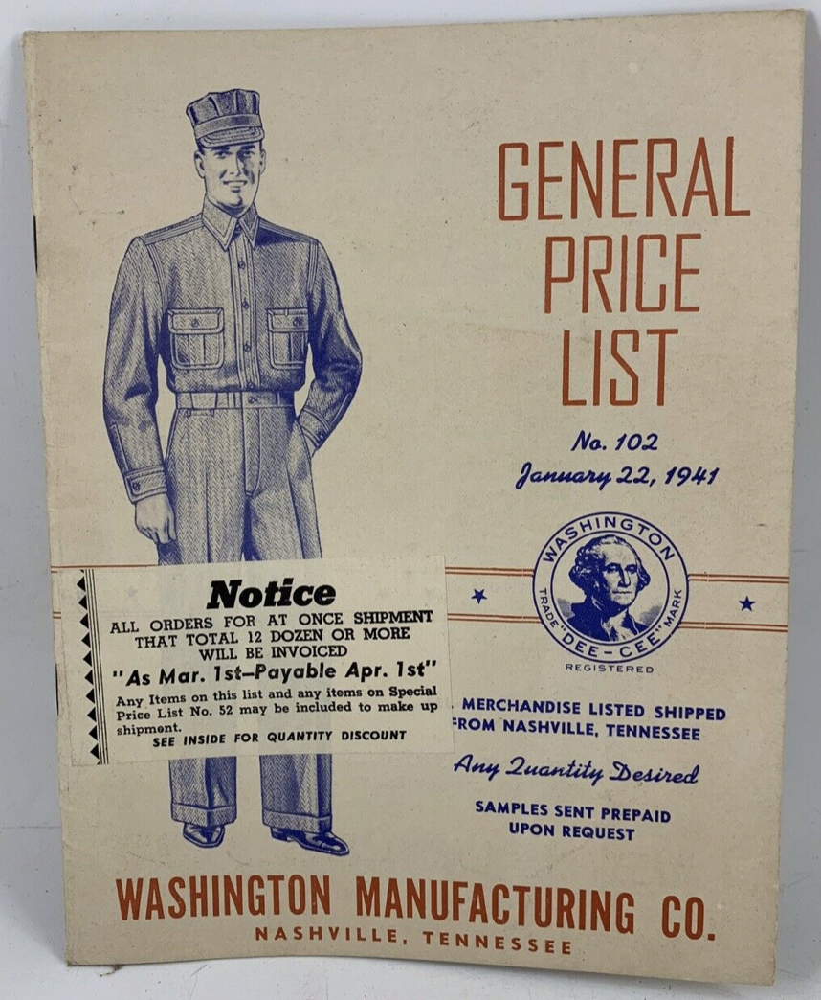 GENERAL
PRICE
LIST
No. 102
January 22, 1941
WASHINGTON
TRADE "DEE-CEE" MARK
REGISTERED
Notice
ALL ORDERS FOR AT ONCE SHIPMENT
THAT TOTAL 12 DOZEN OR MORE
WILL BE INVOICED
"As Mar. 1st—Payable Apr. 1st"
Any Items on this list and any items on Special
Price List No. 52 may be included to make up
shipment.
SEE INSIDE FOR QUANTITY DISCOUNT
MERCHANDISE LISTED SHIPPED
FROM NASHVILLE, TENNESSEE
Any Quantity Desired
SAMPLES SENT PREPAID
UPON REQUEST
WASHINGTON MANUFACTURING CO.
NASHVILLE, TENNESSEE